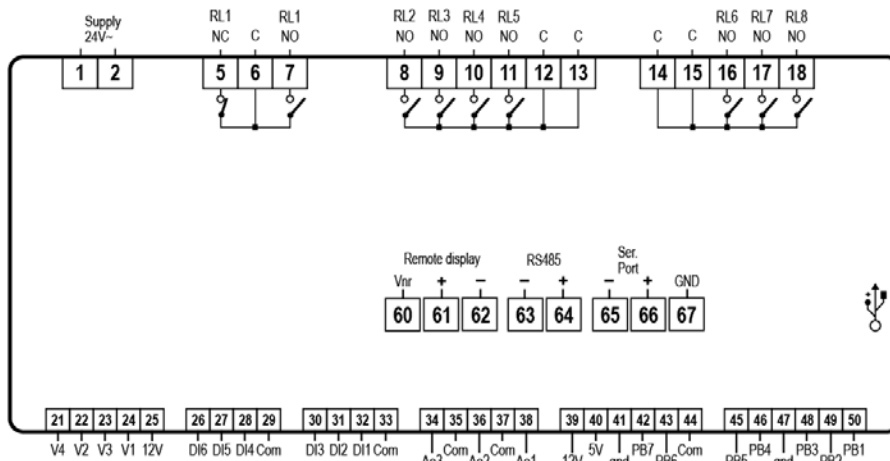 Supply
24V~
RL1 RL1
NC C NO
RL2 RL3 RL4 RL5
NO NO NO NO C C
RL6 RL7 RL8
C C NO NO NO
1 2
5 6 7
8 9 10 11 12 13
14 15 16 17 18
Remote display
Vnr + −
RS485
− +
Ser.
Port
− + GND
60 61 62
63 64
65 66 67
21 22 23 24 25
26 27 28 29
30 31 32 33
34 35 36 37 38
39 40 41 42 43 44
45 46 47 48 49 50
V4 V2 V3 V1 12V
DI6 DI5 DI4 Com
DI3 DI2 DI1 Com
Ao3 Com Ao2 Com Ao1
12V 5V gnd PB7 PB6 Com
PB5 PB4 gnd PB3 PB2 PB1